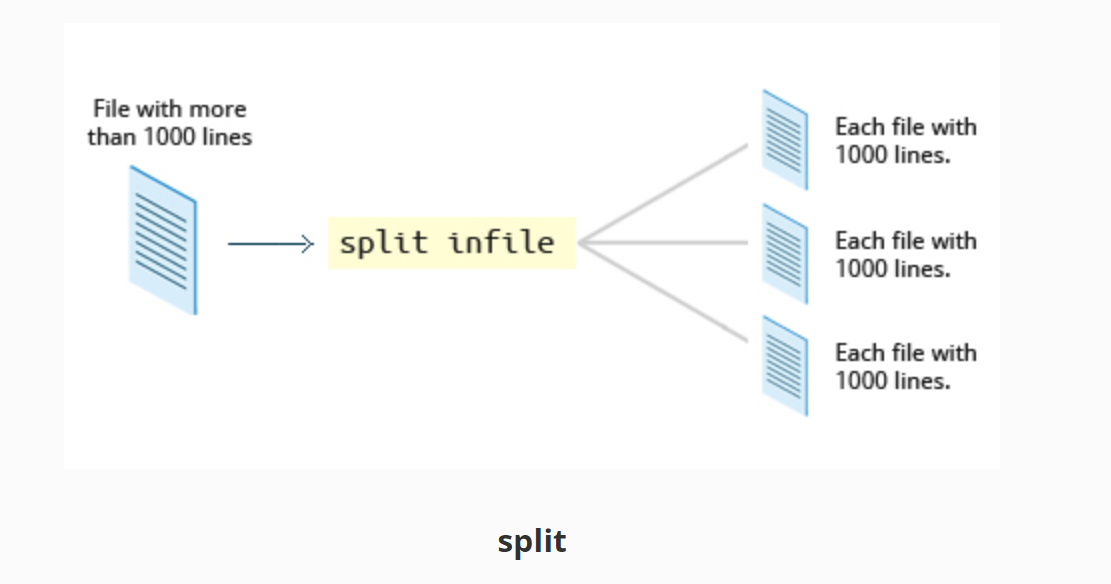 File with more
than 1000 lines
split infile
Each file with
1000 lines.
Each file with
1000 lines.
Each file with
1000 lines.
split